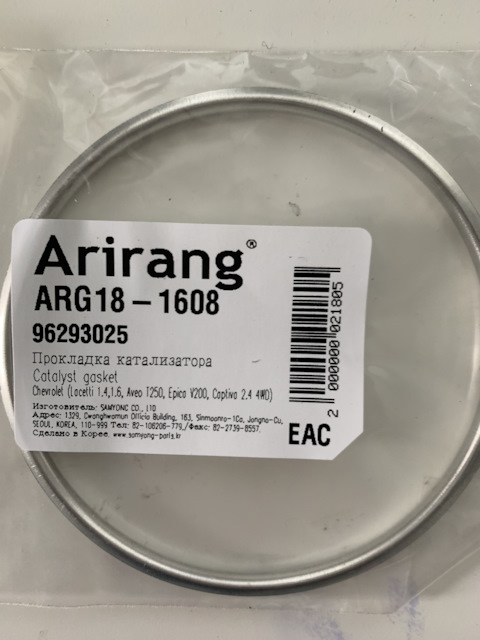 Arirang®
ARG18 – 1608
96293025
Прокладка катализатора
Catalyst gasket
Chevrolet (Lacetti 1.4,1.6, Aveo T250, Epica V200, Captiva 2.4 4WD)
Изготовитель: SAMYONG CO., LTD
Адрес: 1329, Gwanghwamun Officia Building, 163, Sinmoonro-1Ga, Jongno-Gu,
SEOUL, KOREA, 110-999 Тел: 82-106206-779,/Факс: 82-2739-8557.
Сделано в Корее www.samyong-parts.kr
EAC
2 000000 021805